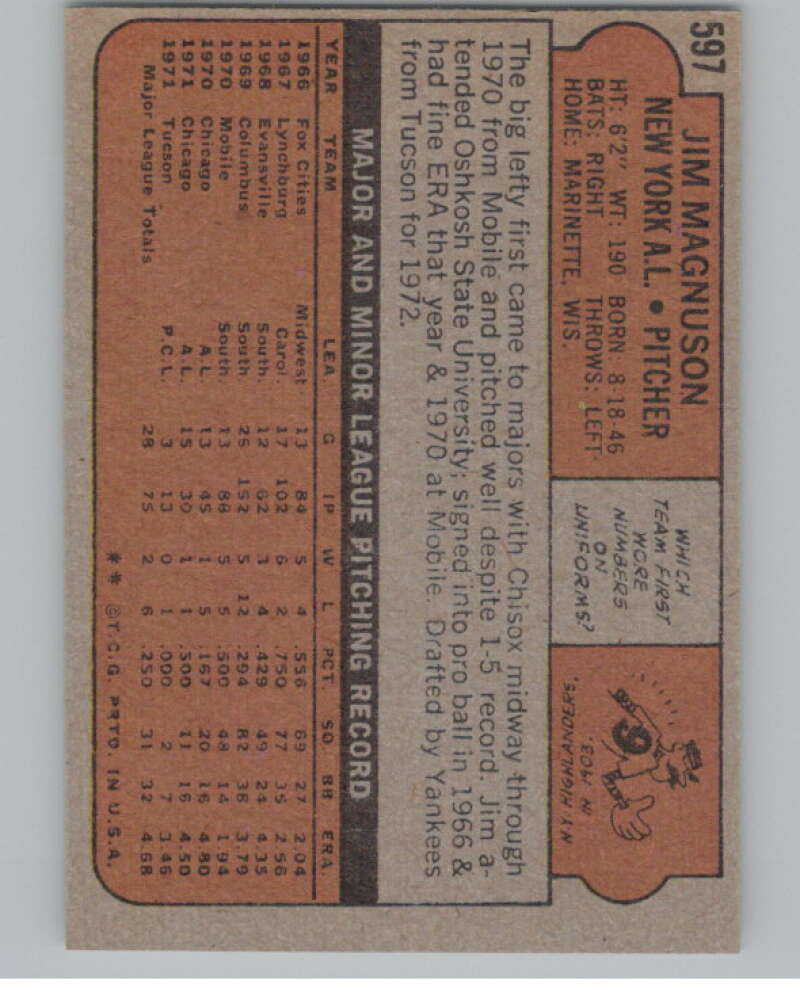 597
JIM MAGNUSON
NEW YORK A.L. • PITCHER
HT: 6'2" WT: 190 BORN 8-18-46
BATS: RIGHT THROWS: LEFT
HOME: MARINETTE, WIS.
WHICH
TEAM FIRST
WORE
NUMBERS
ON
UNIFORMS?
9
NY HIGHLANDERS,
IN 1903.
The big lefty first came to majors with Chisox midway through
1970 from Mobile and pitched well despite 1-5 record. Jim a-
tended Oshkosh State University; signed into pro ball in 1966 &
had fine ERA that year & 1970 at Mobile. Drafted by Yankees
from Tucson for 1972.
MAJOR AND MINOR LEAGUE PITCHING RECORD
YEAR TEAM LEA. G IP W L PCT. SO BB ERA
1966 Fox Cities Midwest 13 84 5 4 .556 69 27 2.04
1967 Lynchburg Carol. 17 102 6 2 .750 77 35 2.56
1968 Evansville South. 12 62 3 4 .429 49 24 4.35
1969 Columbus South 25 152 5 12 .294 82 38 3.79
1970 Mobile South. 13 88 5 5 .500 48 14 1.94
1970 Chicago A.L. 13 45 1 5 .167 20 16 4.80
1971 Chicago A.L. 15 30 1 1 .500 11 16 4.50
1971 Tucson P.C.L. 3 13 0 1 .000 2 7 3.46
Major League Totals 28 75 2 6 .250 31 32 4.68
** ©T.C.G. PRTD. IN U.S.A.